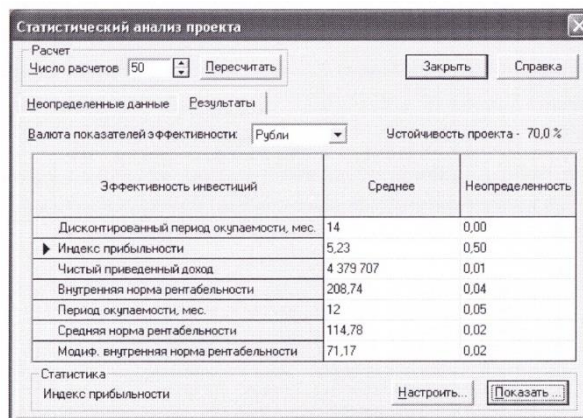 Статистический анализ проекта
Расчет
Число расчетов 50 Пересчитать Закрыть Справка
Неопределенные данные Результаты
Валюта показателей эффективности: Рубли Устойчивость проекта - 70,0 %
Эффективность инвестиций Среднее Неопределенность
Дисконтированный период окупаемости, мес. 14 0,00
Индекс прибыльности 5,23 0,50
Чистый приведенный доход 4 379 707 0,01
Внутренняя норма рентабельности 208,74 0,04
Период окупаемости, мес. 12 0,05
Средняя норма рентабельности 114,78 0,02
Модиф. внутренняя норма рентабельности 71,17 0,02
Статистика
Индекс прибыльности Настроить... Показать ...